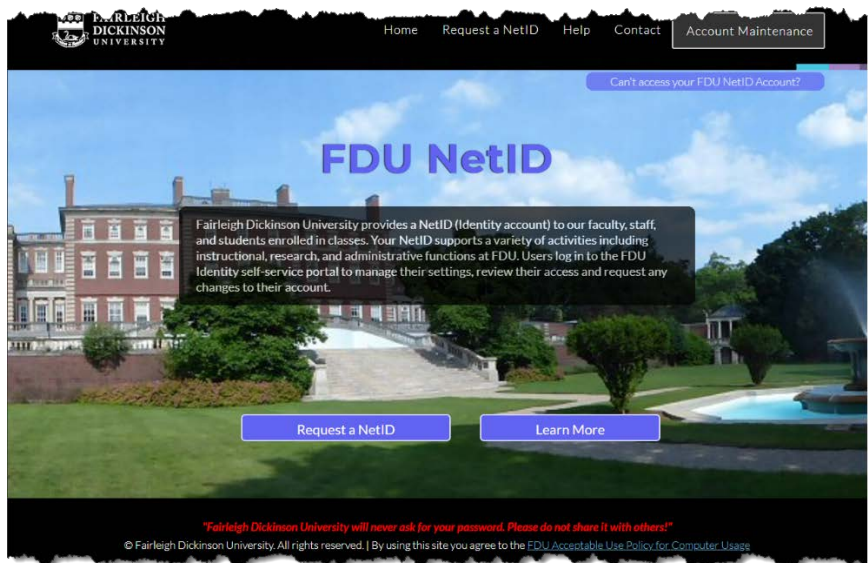 FAIRLEIGH
DICKINSON
UNIVERSITY
Home Request a NetID Help Contact Account Maintenance
Can't access your FDU NetID Account?
FDU NetID
Fairleigh Dickinson University provides a NetID (Identity account) to our faculty, staff,
and students enrolled in classes. Your NetID supports a variety of activities including
instructional, research, and administrative functions at FDU. Users log in to the FDU
Identity self-service portal to manage their settings, review their access and request any
changes to their account.
Request a NetID Learn More
"Fairleigh Dickinson University will never ask for your password. Please do not share it with others!"
© Fairleigh Dickinson University. All rights reserved. | By using this site you agree to the FDU Acceptable Use Policy for Computer Usage